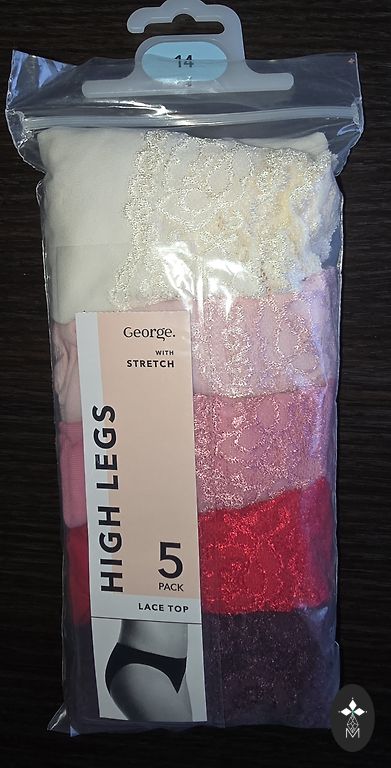 14
George.
WITH
STRETCH
HIGH LEGS
5
PACK
LACE TOP
M